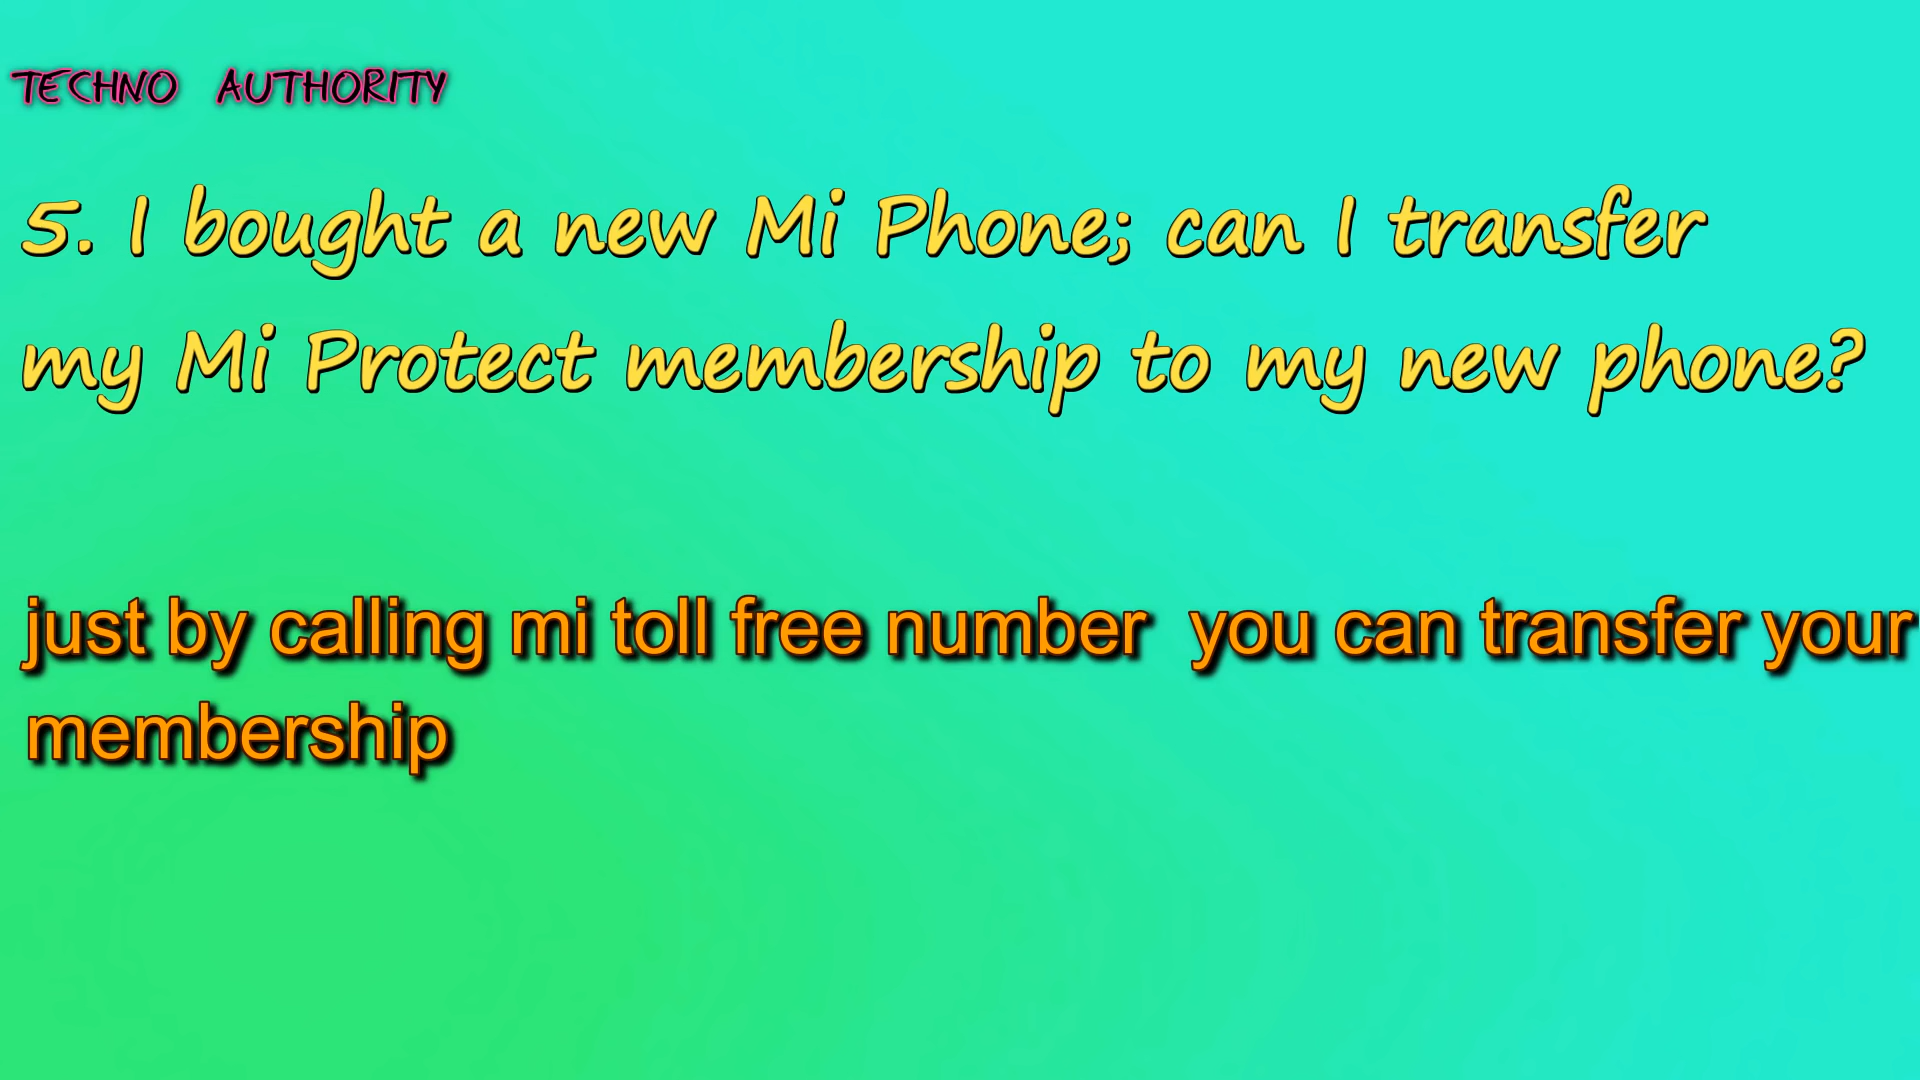 TECHNO AUTHORITY
5. I bought a new Mi Phone; can I transfer
my Mi Protect membership to my new phone?
just by calling mi toll free number you can transfer your
membership